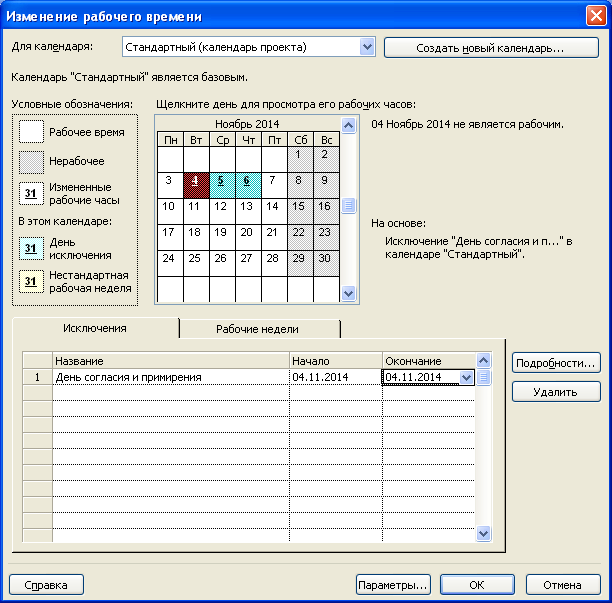 Изменение рабочего времени
Для календаря: Стандартный (календарь проекта) Создать новый календарь...
Календарь "Стандартный" является базовым.
Условные обозначения: Щелкните день для просмотра его рабочих часов:
Ноябрь 2014
Пн Вт Ср Чт Пт Сб Вс
1 2
3 4 5 6 7 8 9
10 11 12 13 14 15 16
17 18 19 20 21 22 23
24 25 26 27 28 29 30
Рабочее время
Нерабочее
31 Измененные
рабочие часы
В этом календаре:
31 День
исключения
31 Нестандартная
рабочая неделя
04 Ноябрь 2014 не является рабочим.
На основе:
Исключение "День согласия и п..." в
календаре "Стандартный".
Исключения Рабочие недели
Название Начало Окончание
1 День согласия и примирения 04.11.2014 04.11.2014
Подробности...
Удалить
Справка Параметры... ОК Отмена